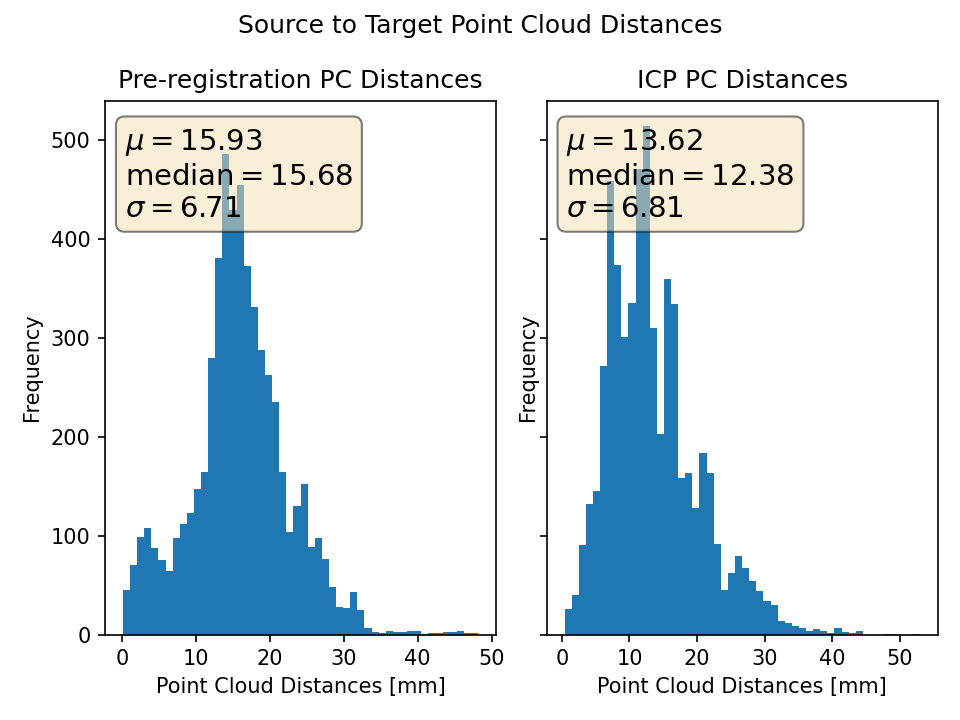 Source to Target Point Cloud Distances
Pre-registration PC Distances
μ = 15.93
median = 15.68
σ = 6.71
500
400
300
200
100
0
Frequency
0 10 20 30 40 50
Point Cloud Distances [mm]
ICP PC Distances
μ = 13.62
median = 12.38
σ = 6.81
Frequency
0 10 20 30 40 50
Point Cloud Distances [mm]